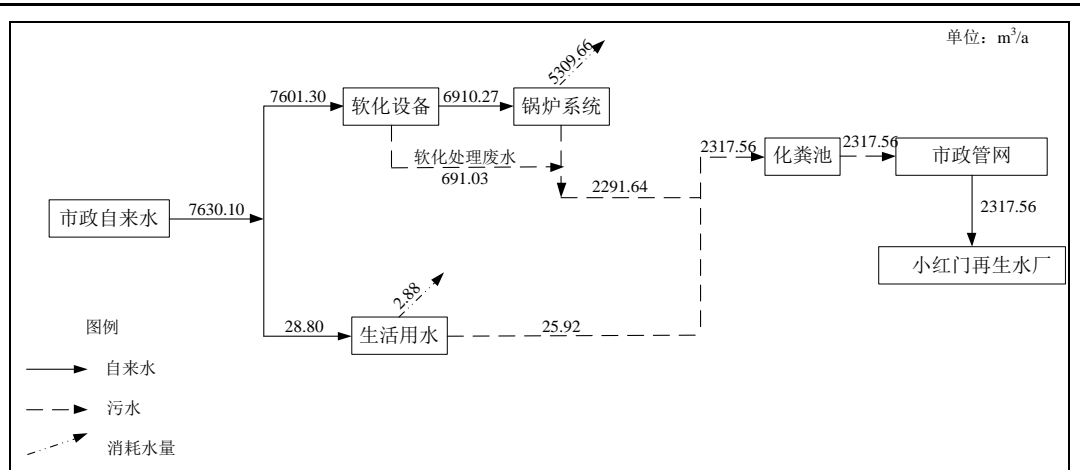 单位：m³/a
5309.66
7601.30
软化设备
6910.27
锅炉系统
软化处理废水
691.03
2291.64
2317.56
化粪池
2317.56
市政管网
市政自来水
7630.10
2317.56
小红门再生水厂
2.88
28.80
生活用水
25.92
图例
自来水
污水
消耗水量